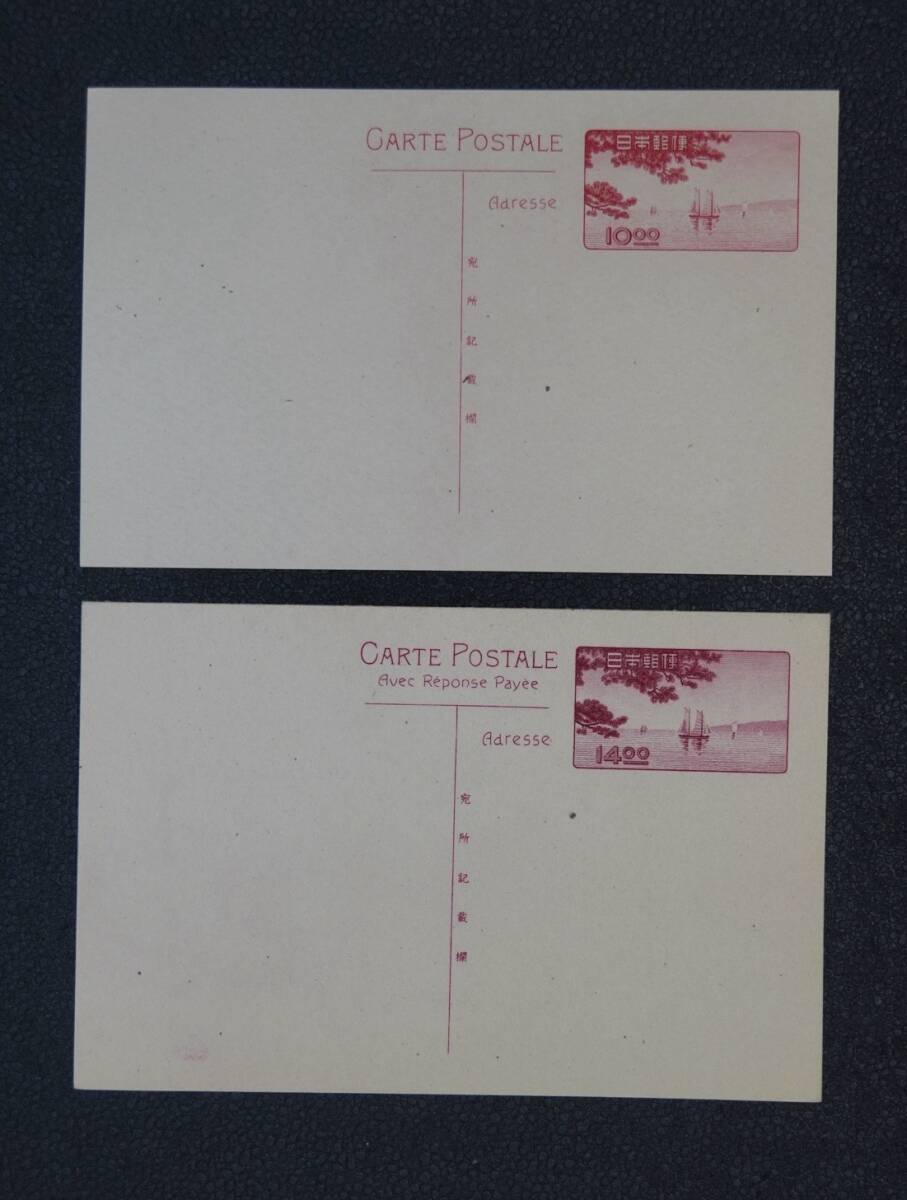 CARTE POSTALE
日本郵便
10.00
Adresse
宛所記載欄
CARTE POSTALE
Avec Réponse Payée
日本郵便
14.00
Adresse
宛所記載欄